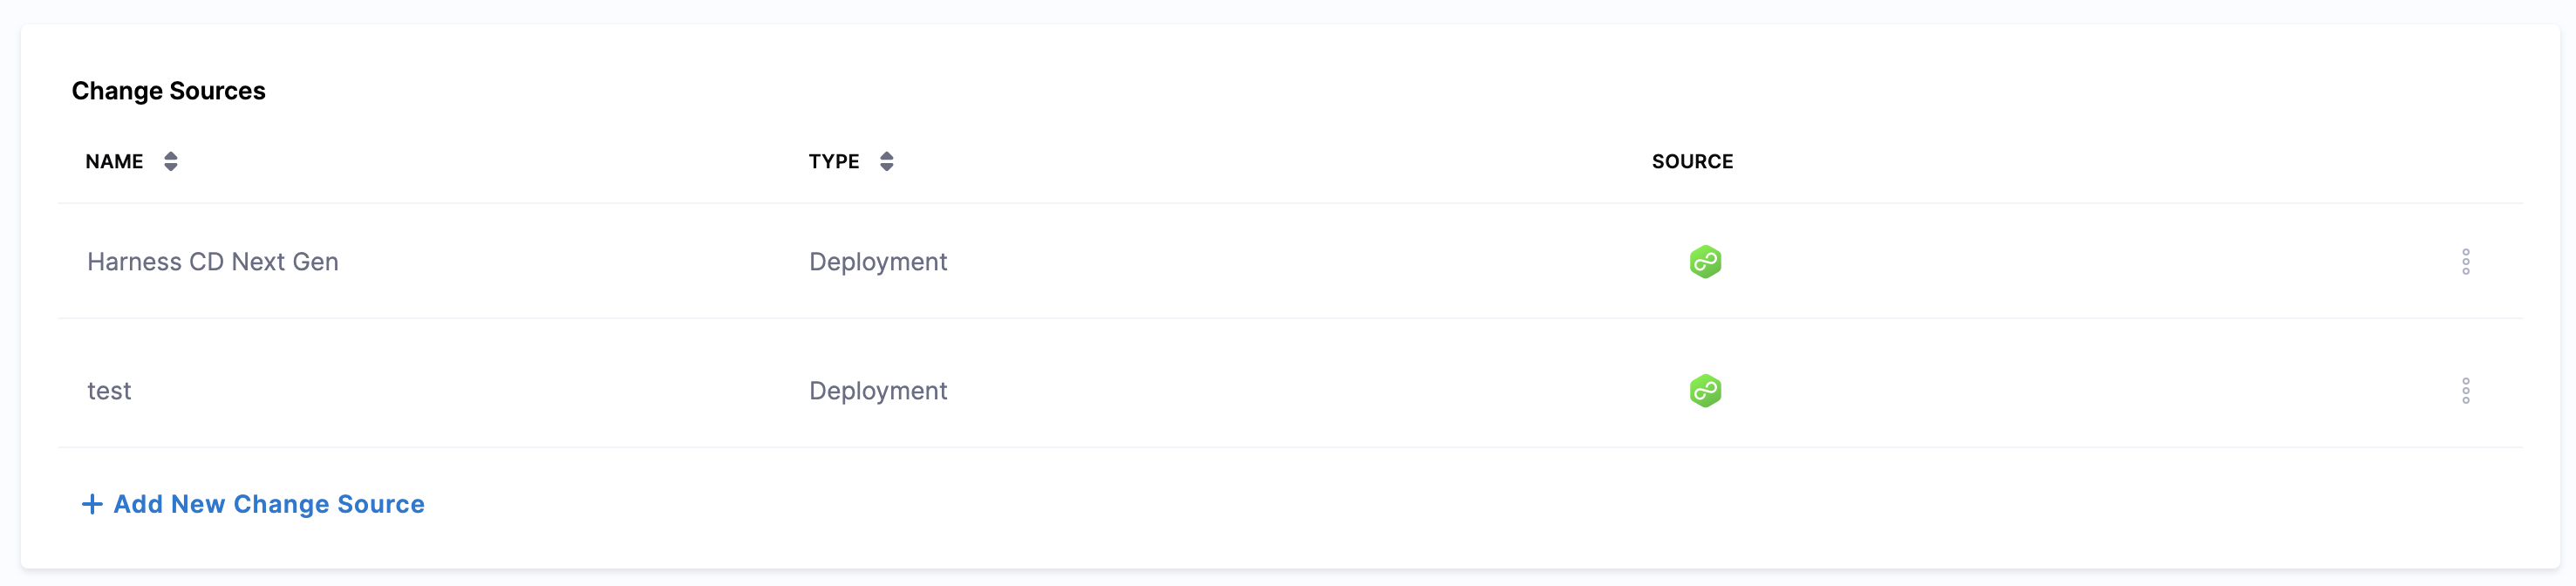 Change Sources
NAME TYPE SOURCE
Harness CD Next Gen Deployment
test Deployment
+ Add New Change Source